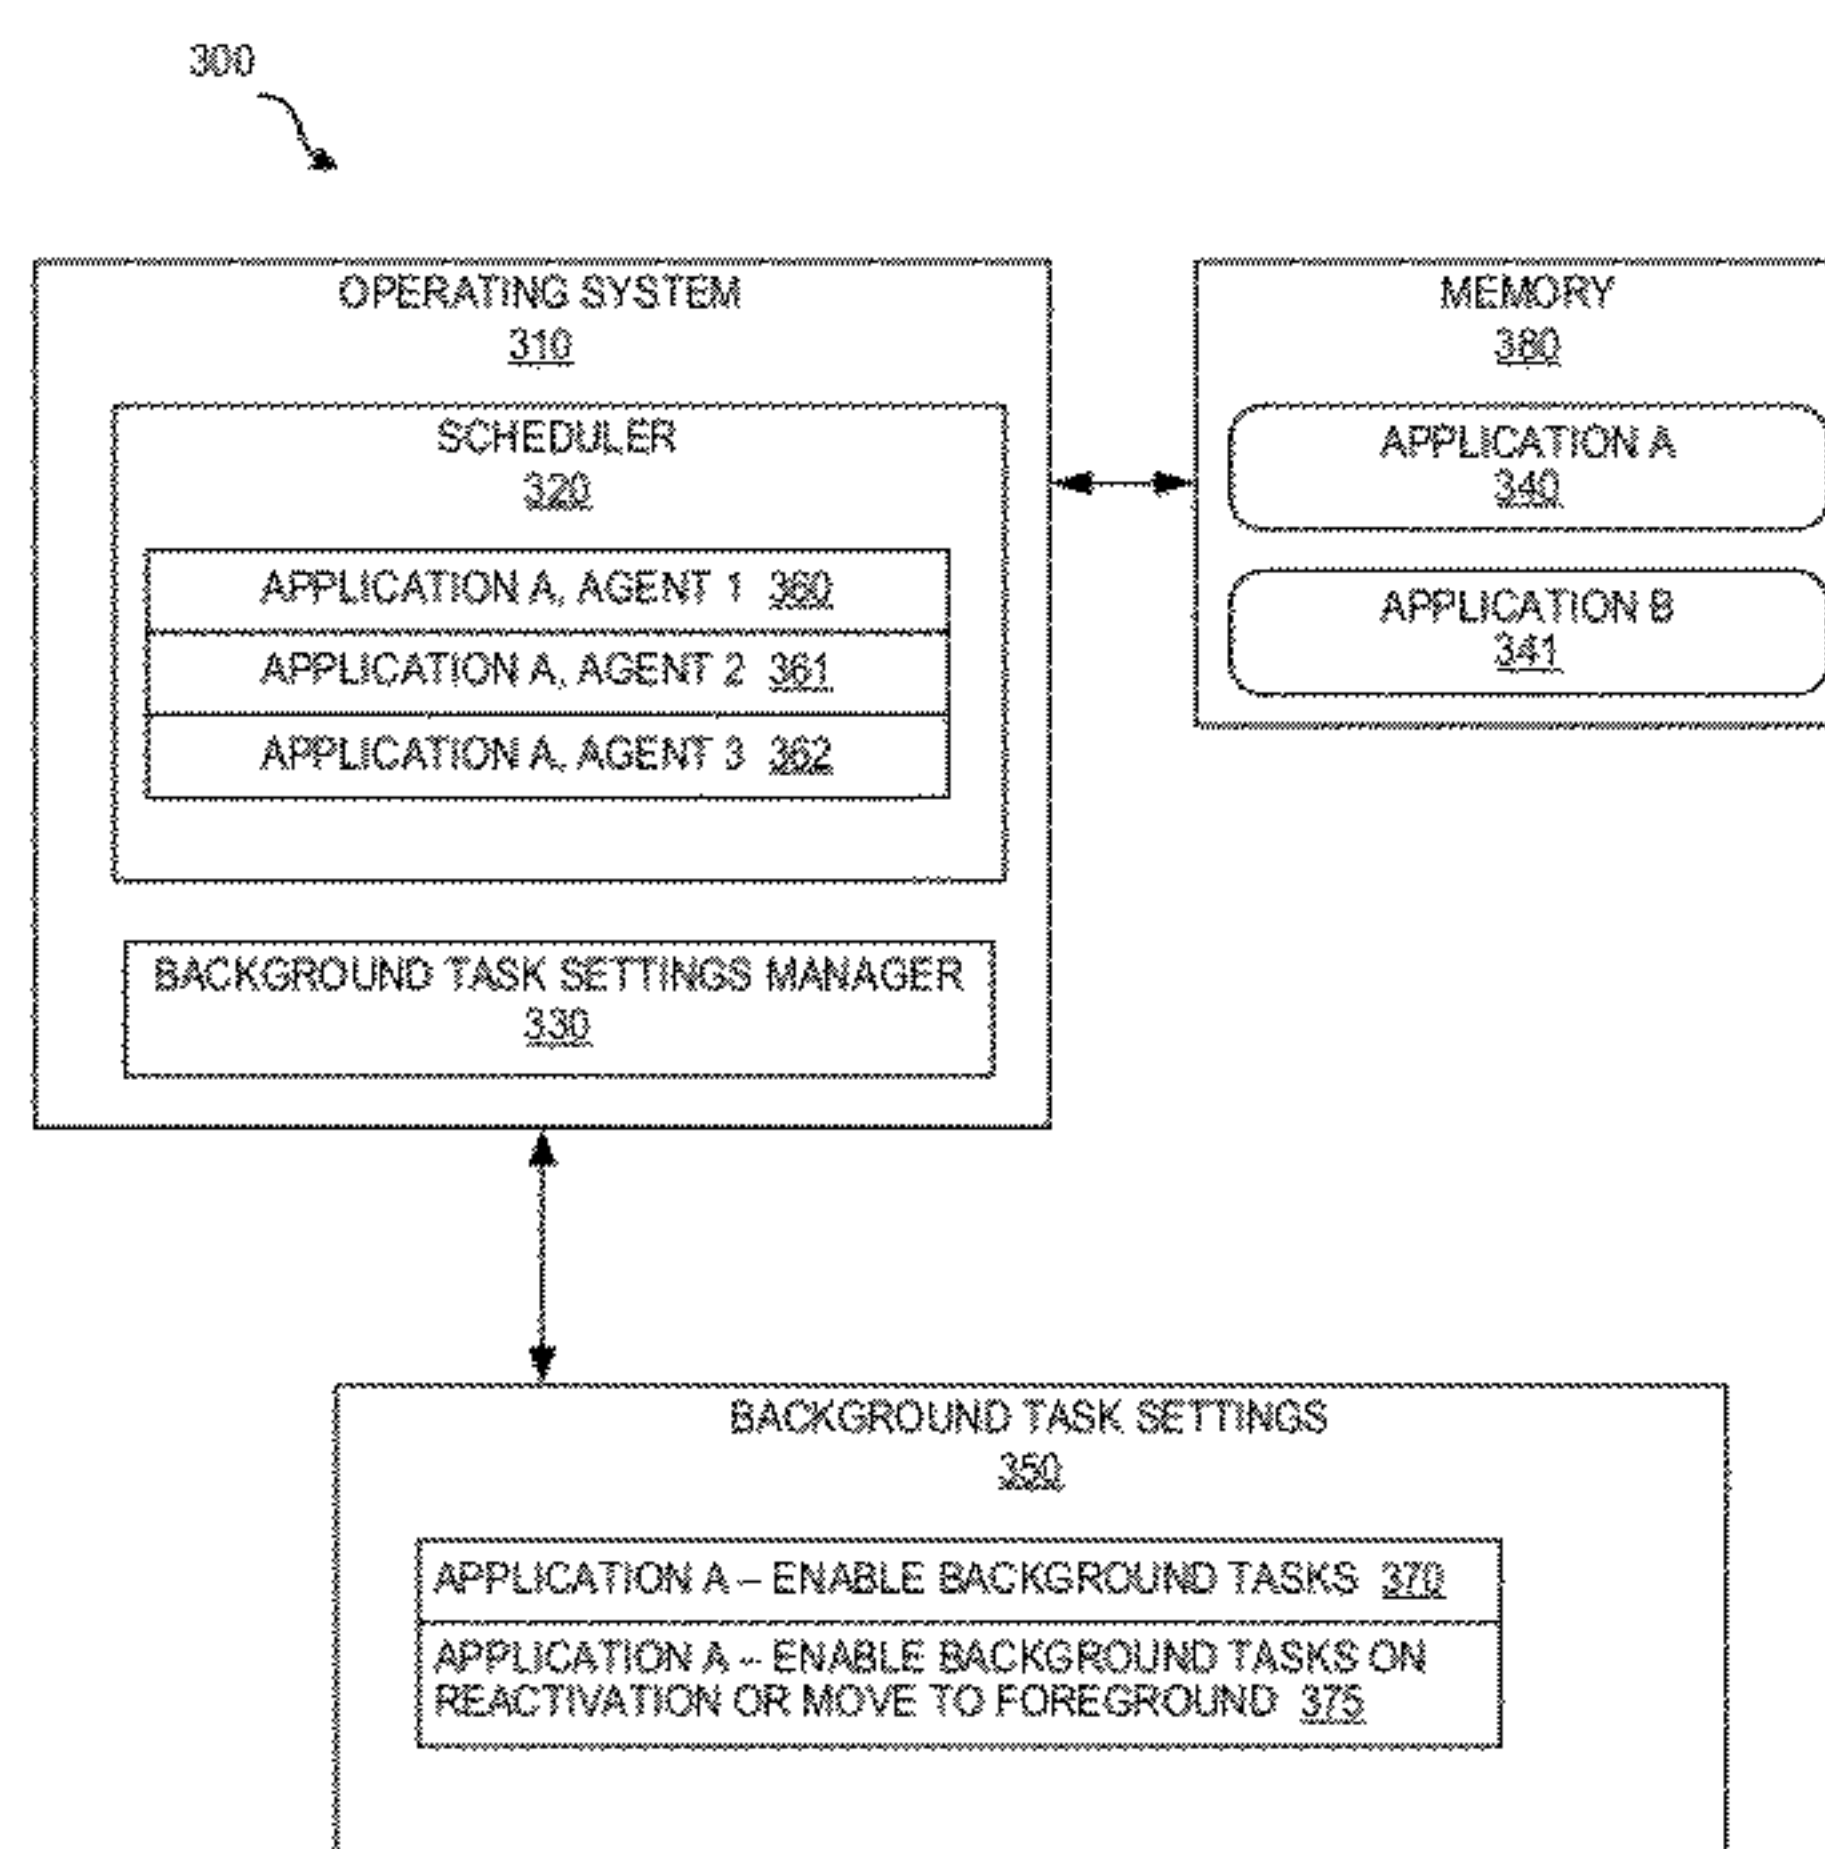 300
OPERATING SYSTEM
310
SCHEDULER
320
APPLICATION A, AGENT 1 360
APPLICATION A, AGENT 2 361
APPLICATION A, AGENT 3 362
BACKGROUND TASK SETTINGS MANAGER
330
MEMORY
380
APPLICATION A
340
APPLICATION B
341
BACKGROUND TASK SETTINGS
350
APPLICATION A – ENABLE BACKGROUND TASKS 370
APPLICATION A – ENABLE BACKGROUND TASKS ON
REACTIVATION OR MOVE TO FOREGROUND 375